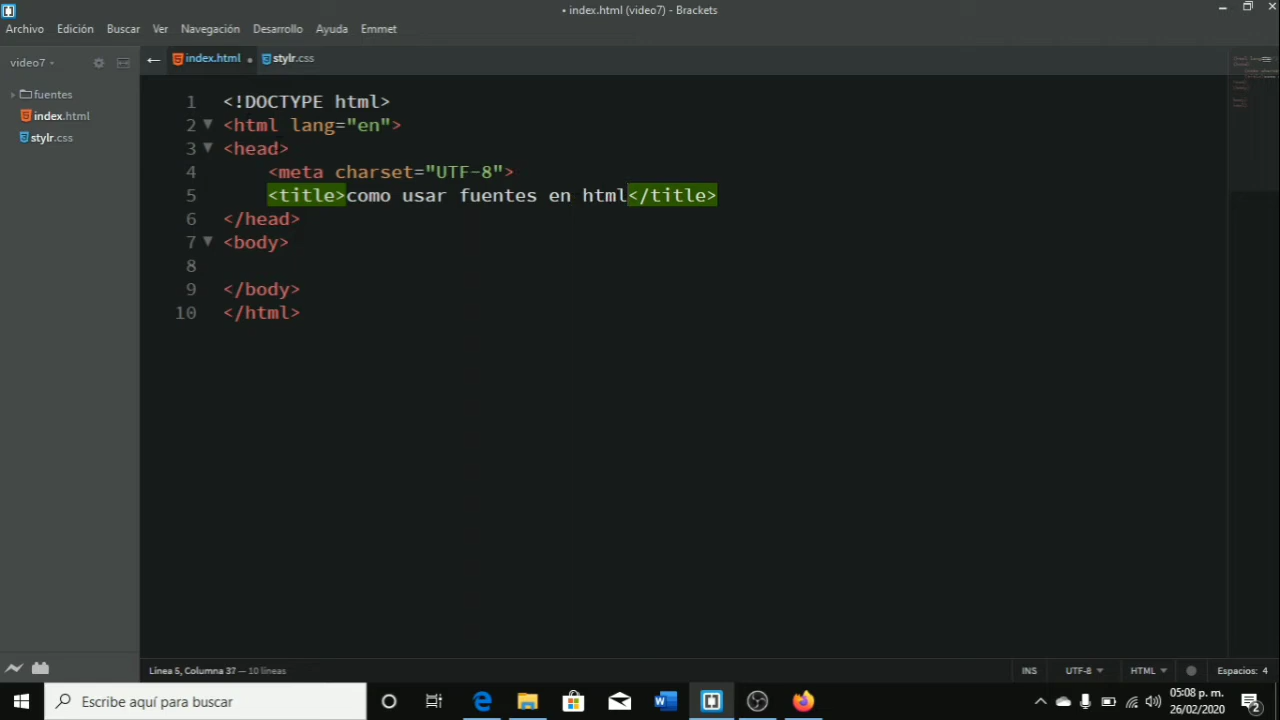 • index.html (video7) - Brackets
Archivo Edición Buscar Ver Navegación Desarrollo Ayuda Emmet
video7
index.html
stylr.css
fuentes
index.html
stylr.css
1 <!DOCTYPE html>
2 <html lang="en">
3 <head>
4 <meta charset="UTF-8">
5 <title>como usar fuentes en html</title>
6 </head>
7 <body>
8
9 </body>
10 </html>
Línea 5, Columna 37 — 10 líneas
INS UTF-8 HTML Espacios: 4
Escribe aquí para buscar
05:08 p. m.
26/02/2020
2